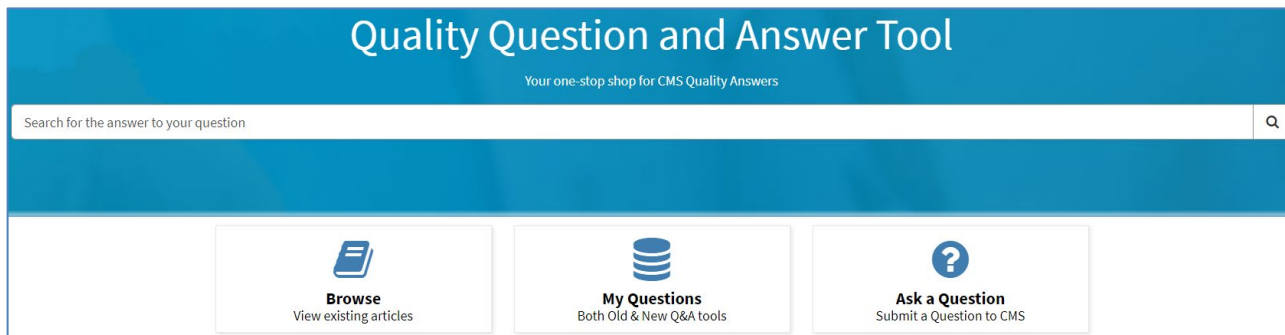 Quality Question and Answer Tool
Your one-stop shop for CMS Quality Answers
Search for the answer to your question
Browse
View existing articles
My Questions
Both Old & New Q&A tools
Ask a Question
Submit a Question to CMS